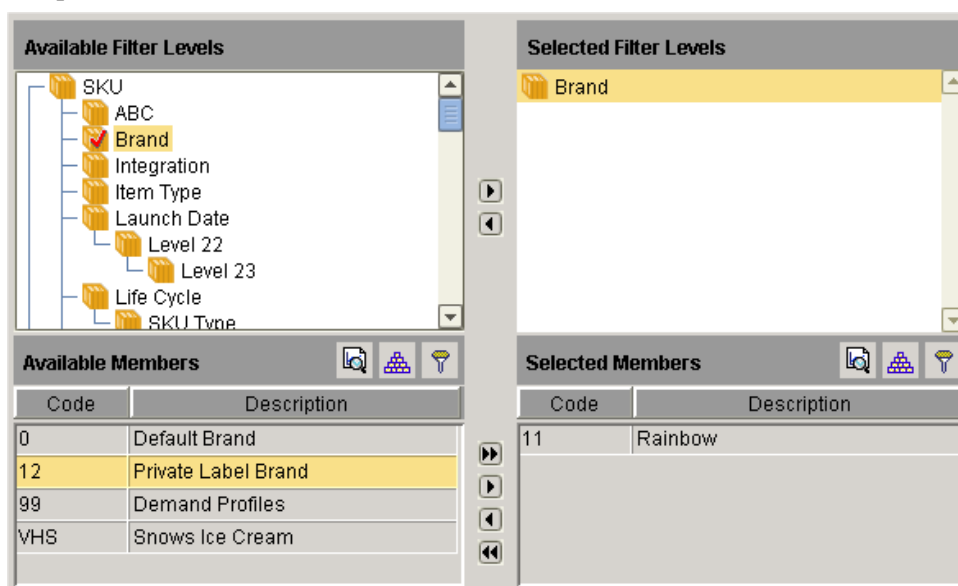 Available Filter Levels
SKU
ABC
Brand
Integration
Item Type
Launch Date
Level 22
Level 23
Life Cycle
SKU Type
Selected Filter Levels
Brand
Available Members
Code Description
0 Default Brand
12 Private Label Brand
99 Demand Profiles
VHS Snows Ice Cream
Selected Members
Code Description
11 Rainbow